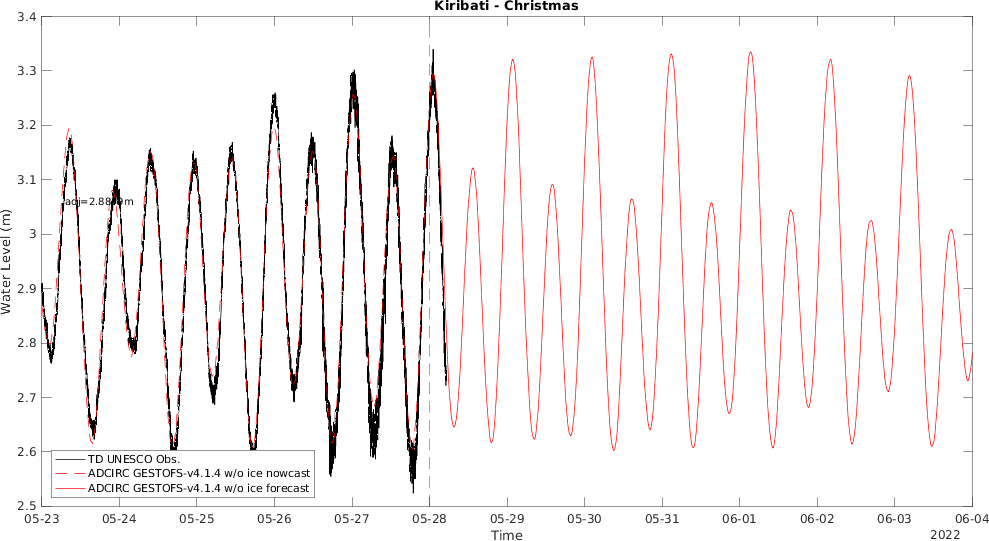 Kiribati - Christmas
3.4
3.3
3.2
3.1
3
2.9
2.8
2.7
2.6
2.5
Water Level (m)
TD UNESCO Obs.
ADCIRC GESTOFS-v4.1.4 w/o ice nowcast
ADCIRC GESTOFS-v4.1.4 w/o ice forecast
05-23 05-24 05-25 05-26 05-27 05-28 05-29 05-30 05-31 06-01 06-02 06-03 06-04
Time
2022